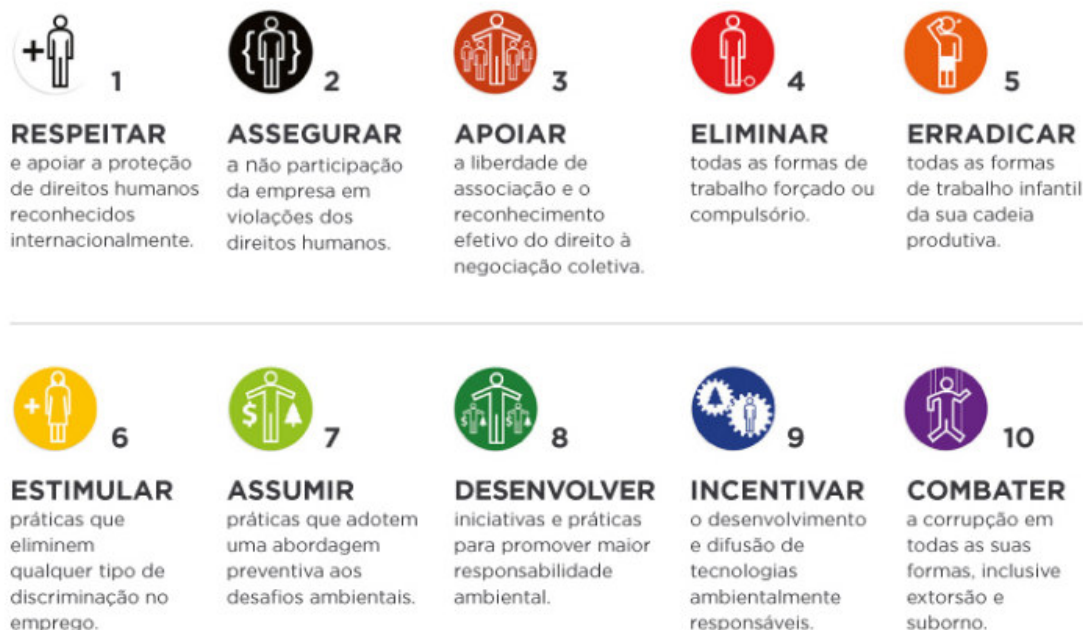 1
RESPEITAR
e apoiar a proteção
de direitos humanos
reconhecidos
internacionalmente.
2
ASSEGURAR
a não participação
da empresa em
violações dos
direitos humanos.
3
APOIAR
a liberdade de
associação e o
reconhecimento
efetivo do direito à
negociação coletiva.
4
ELIMINAR
todas as formas de
trabalho forçado ou
compulsório.
5
ERRADICAR
todas as formas
de trabalho infantil
da sua cadeia
produtiva.
6
ESTIMULAR
práticas que
eliminem
qualquer tipo de
discriminação no
emprego.
$
7
ASSUMIR
práticas que adotem
uma abordagem
preventiva aos
desafios ambientais.
$ $
8
DESENVOLVER
iniciativas e práticas
para promover maior
responsabilidade
ambiental.
9
INCENTIVAR
o desenvolvimento
e difusão de
tecnologias
ambientalmente
responsáveis.
10
COMBATER
a corrupção em
todas as suas
formas, inclusive
extorsão e
suborno.